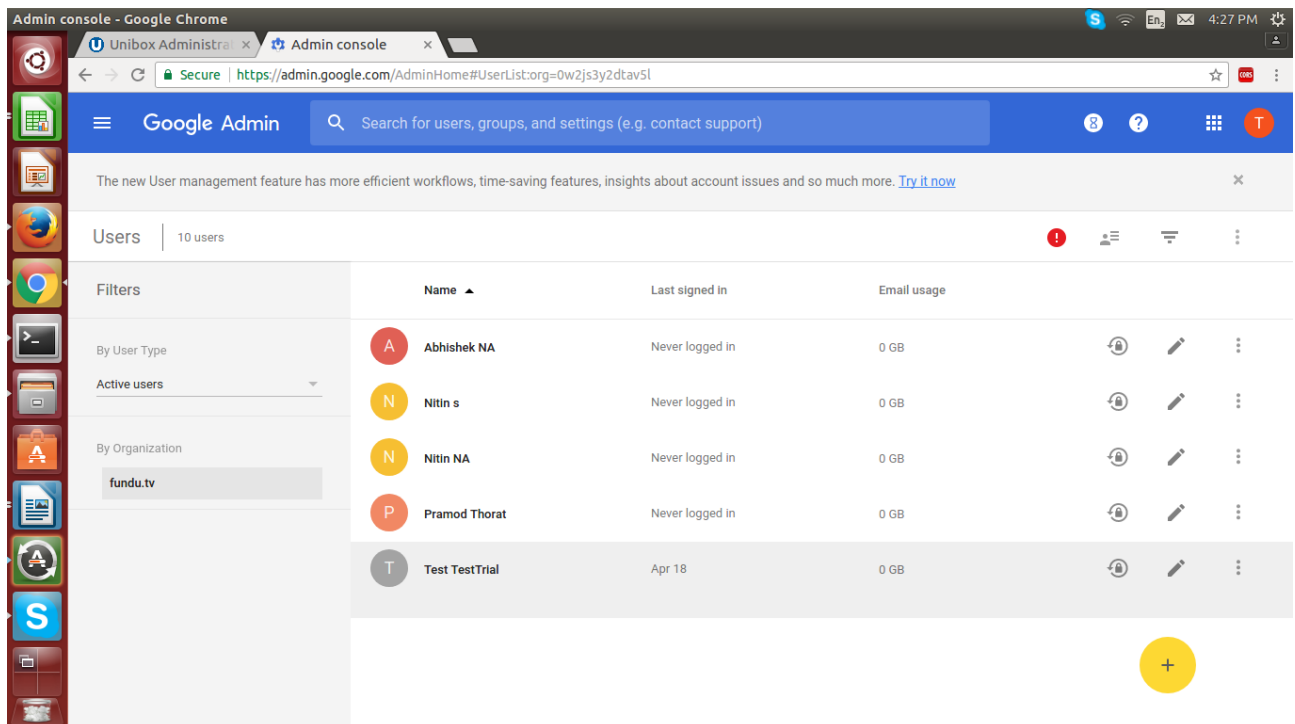 Admin console - Google Chrome
S En2 4:27 PM
Unibox Administrat × Admin console ×
Secure | https://admin.google.com/AdminHome#UserList:org=0w2js3y2dtav5l CORS
Google Admin Search for users, groups, and settings (e.g. contact support) 8 ? T
The new User management feature has more efficient workflows, time-saving features, insights about account issues and so much more. Try it now ×
Users 10 users !
Filters Name Last signed in Email usage
By User Type A Abhishek NA Never logged in 0 GB
Active users N Nitin s Never logged in 0 GB
By Organization N Nitin NA Never logged in 0 GB
fundu.tv
P Pramod Thorat Never logged in 0 GB
T Test TestTrial Apr 18 0 GB
+